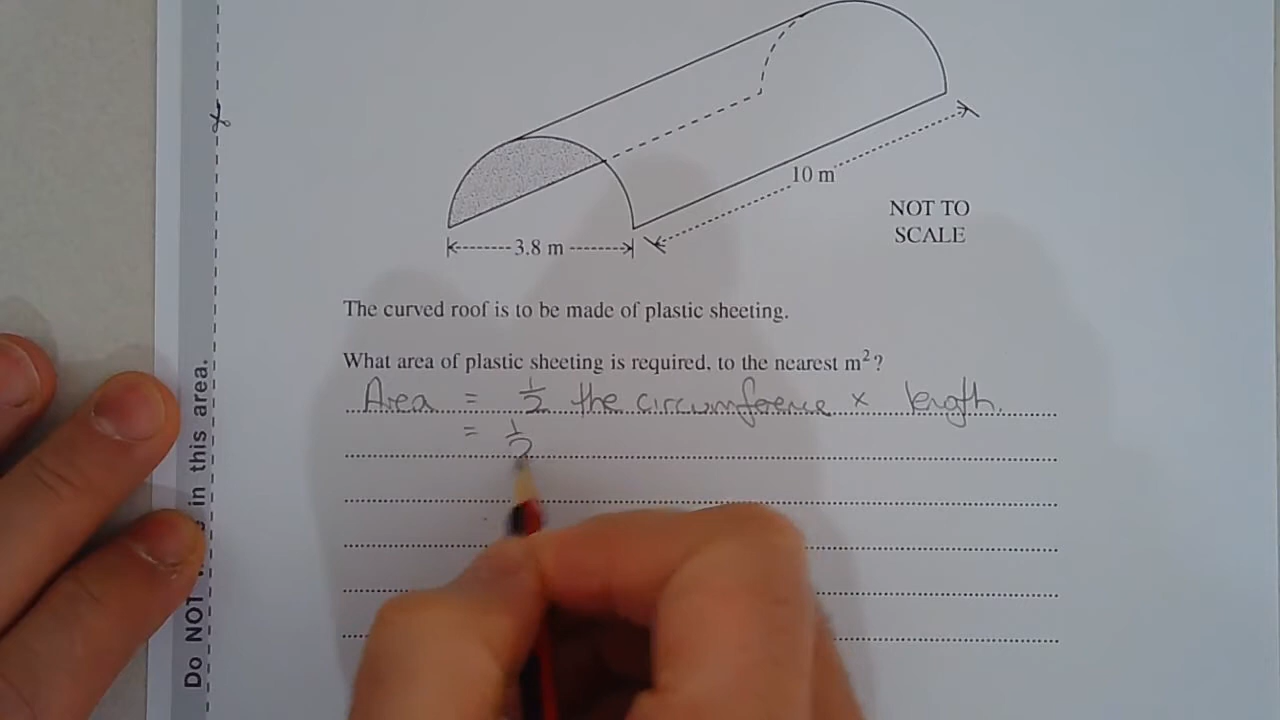 10 m
NOT TO
SCALE
3.8 m
The curved roof is to be made of plastic sheeting.
What area of plastic sheeting is required, to the nearest m²?
Area = 1/2 the circumference × length.
= 1/2
Do NOT in this area.